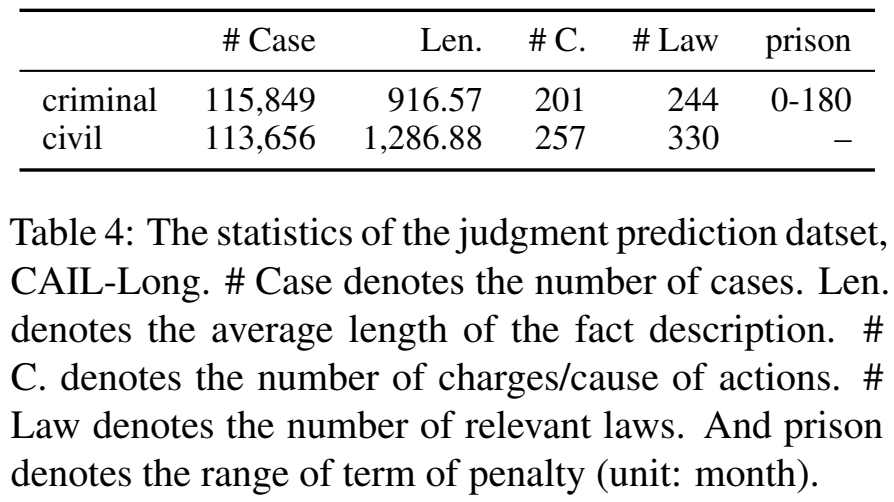 # Case Len. # C. # Law prison
criminal 115,849 916.57 201 244 0-180
civil 113,656 1,286.88 257 330 –
Table 4: The statistics of the judgment prediction datset,
CAIL-Long. # Case denotes the number of cases. Len.
denotes the average length of the fact description. #
C. denotes the number of charges/cause of actions. #
Law denotes the number of relevant laws. And prison
denotes the range of term of penalty (unit: month).